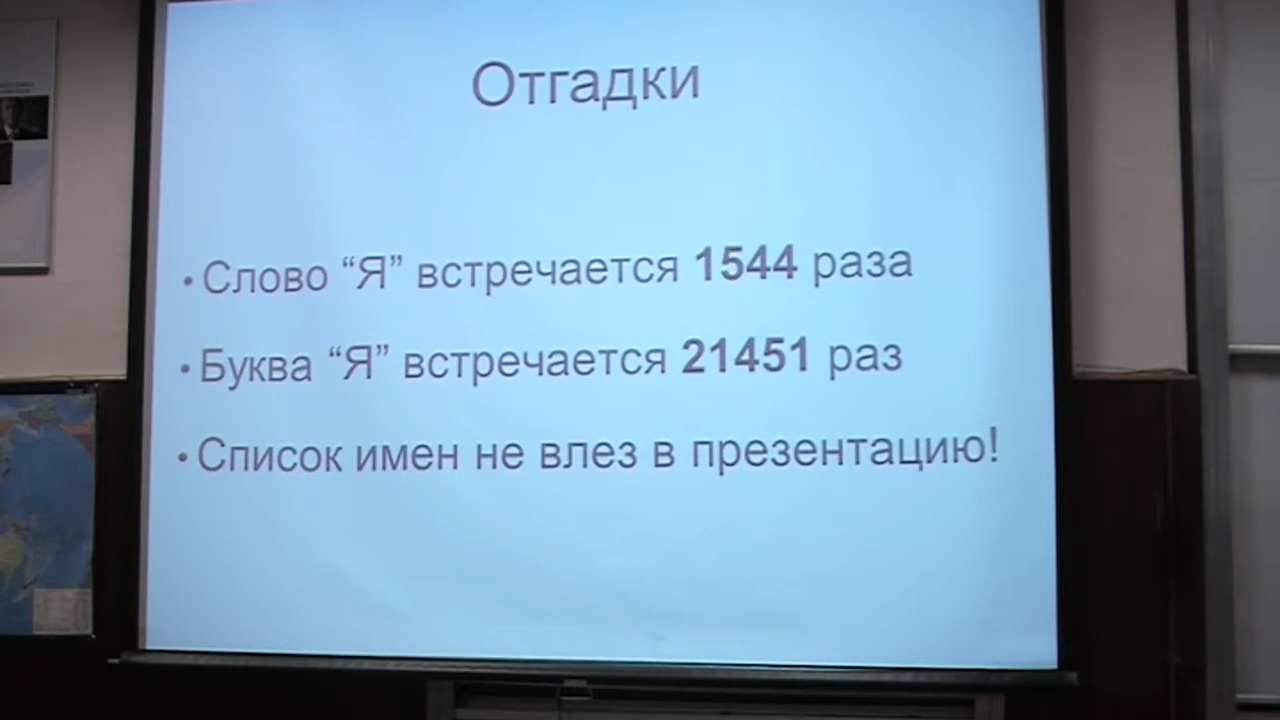 Отгадки
• Слово “Я” встречается 1544 раза
• Буква “Я” встречается 21451 раз
• Список имен не влез в презентацию!